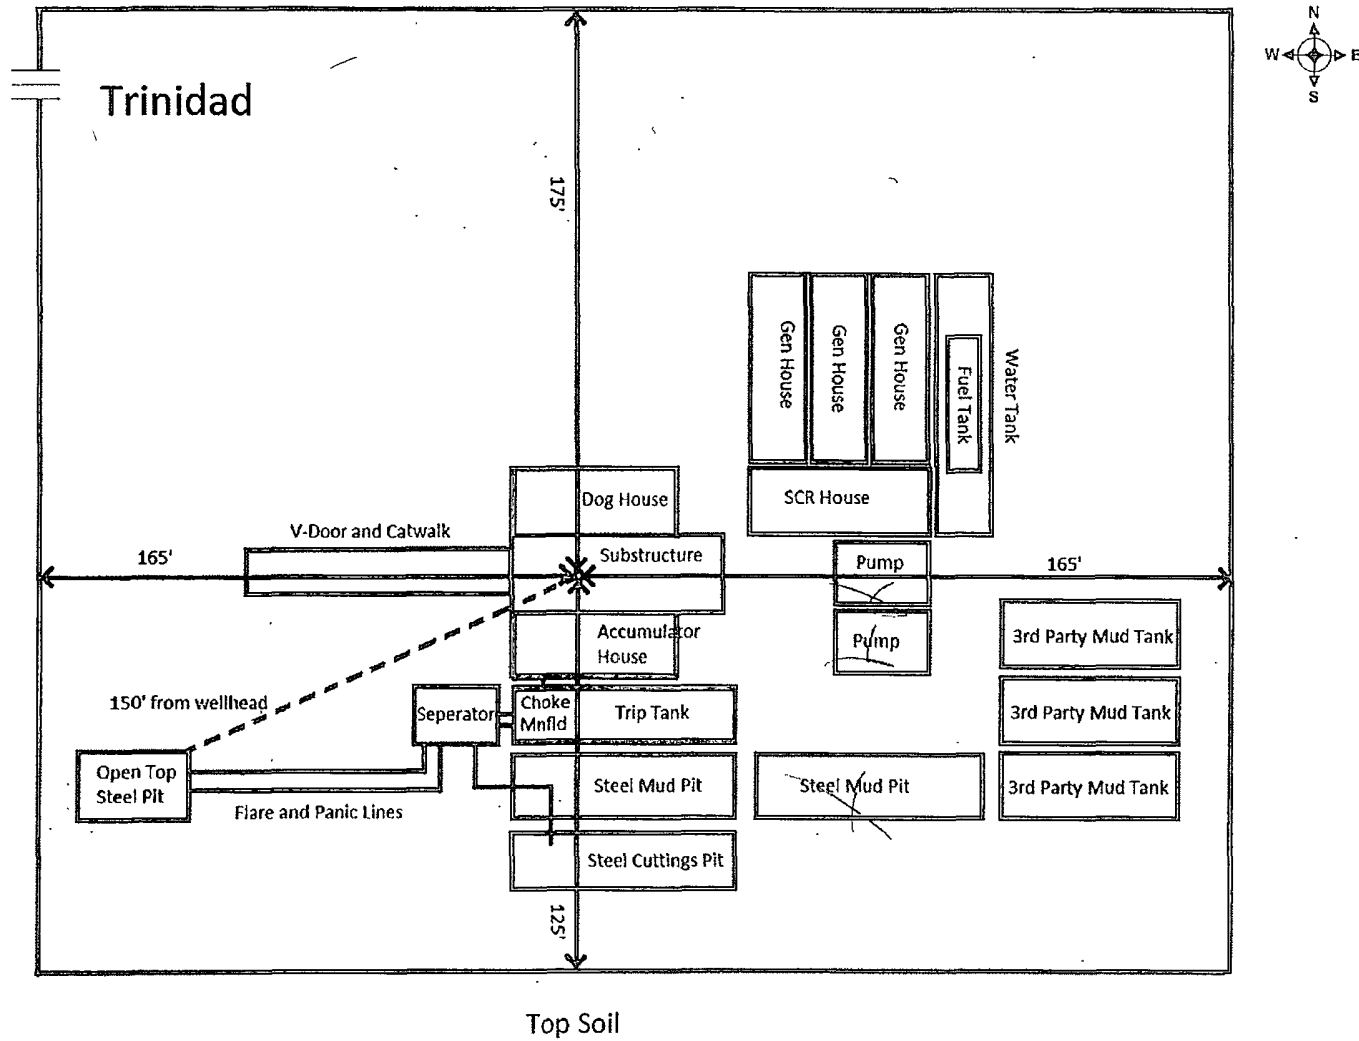 N
W E
S
Trinidad
175'
Gen House
Gen House
Gen House
Fuel Tank
Water Tank
Dog House
SCR House
V-Door and Catwalk
Substructure
Pump
165'
165'
Accumulator
House
Pump
3rd Party Mud Tank
150' from wellhead
Seperator
Choke
Mnfld
Trip Tank
3rd Party Mud Tank
Open Top
Steel Pit
Steel Mud Pit
Steel Mud Pit
3rd Party Mud Tank
Flare and Panic Lines
Steel Cuttings Pit
125'
Top Soil